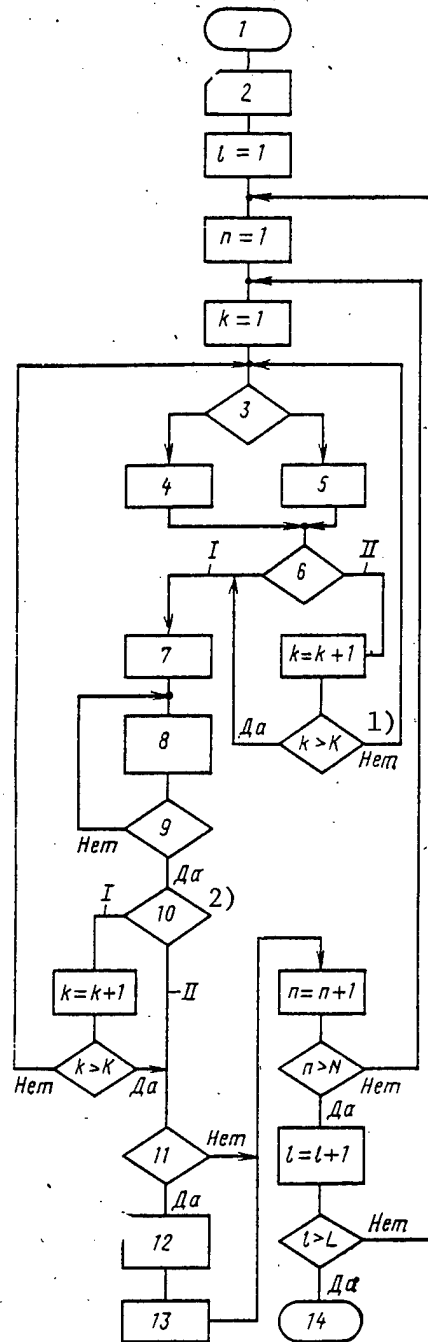 1
2
l = 1
n = 1
k = 1
3
4
5
I
II
6
7
k=k+1
1)
Да
k>K
Нет
8
9
Нет
Да
I
10
2)
k=k+1
II
n=n+1
Нет
k>K
Да
n>N
Нет
Да
11
Нет
l=l+1
Да
12
l>L
Нет
Да
13
14